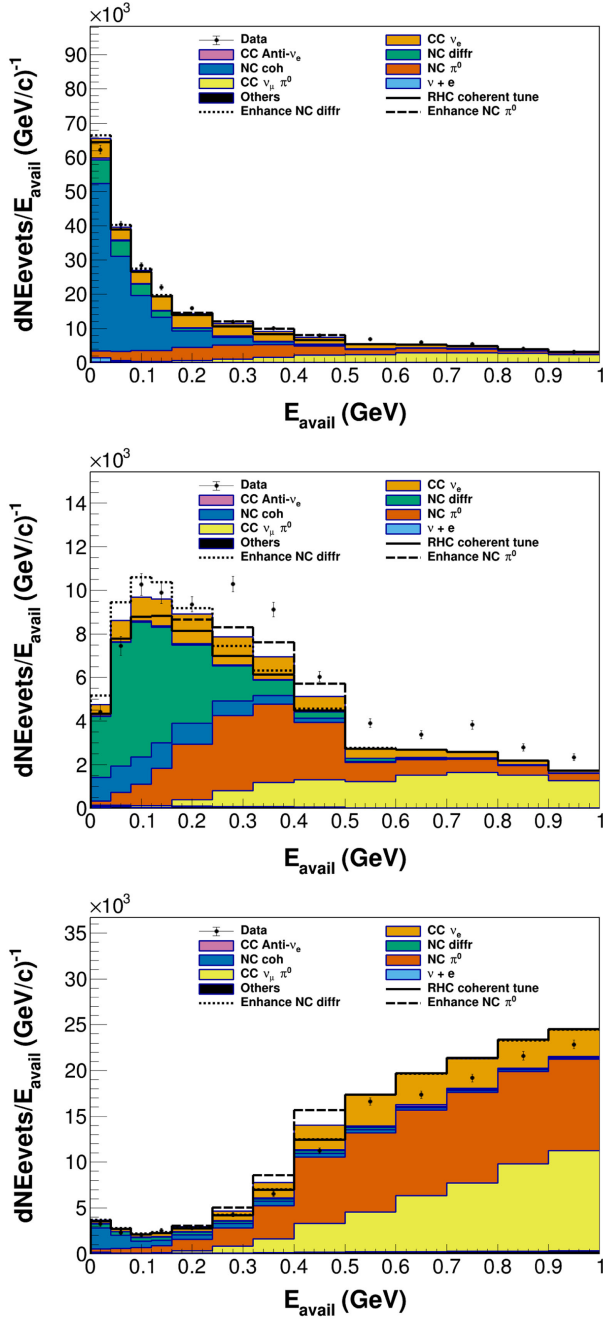 ×10³
90
80
70
60
50
40
30
20
10
0
dNEevets/E_avail (GeV/c)⁻¹
Data
CC Anti-ν_e
NC coh
CC ν_μ π⁰
Others
Enhance NC diffr
CC ν_e
NC diffr
NC π⁰
ν + e
RHC coherent tune
Enhance NC π⁰
0 0.1 0.2 0.3 0.4 0.5 0.6 0.7 0.8 0.9 1
E_avail (GeV)
×10³
14
12
10
8
6
4
2
0
dNEevets/E_avail (GeV/c)⁻¹
Data
CC Anti-ν_e
NC coh
CC ν_μ π⁰
Others
Enhance NC diffr
CC ν_e
NC diffr
NC π⁰
ν + e
RHC coherent tune
Enhance NC π⁰
0 0.1 0.2 0.3 0.4 0.5 0.6 0.7 0.8 0.9 1
E_avail (GeV)
×10³
35
30
25
20
15
10
5
0
dNEevets/E_avail (GeV/c)⁻¹
Data
CC Anti-ν_e
NC coh
CC ν_μ π⁰
Others
Enhance NC diffr
CC ν_e
NC diffr
NC π⁰
ν + e
RHC coherent tune
Enhance NC π⁰
0 0.1 0.2 0.3 0.4 0.5 0.6 0.7 0.8 0.9 1
E_avail (GeV)